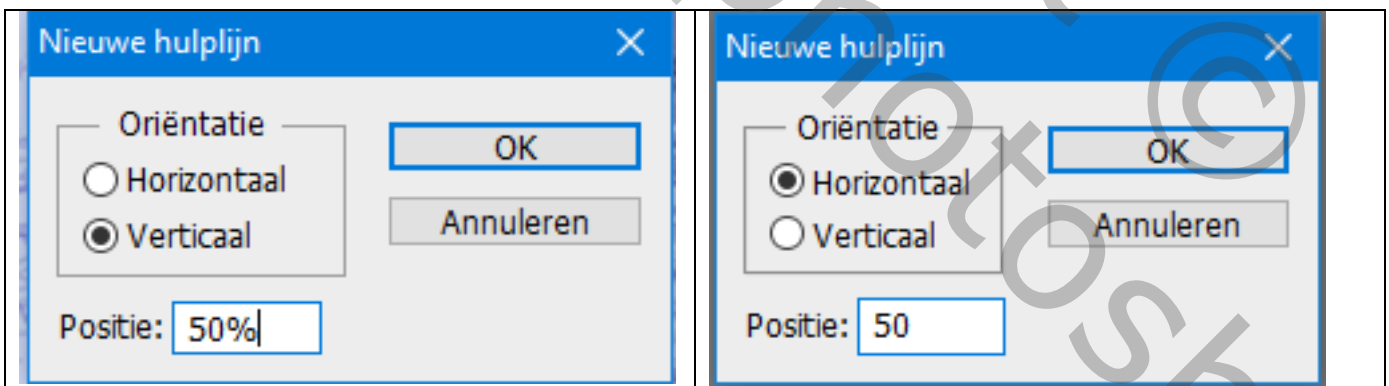 Nieuwe hulplijn
Oriëntatie
Horizontaal
Verticaal
OK
Annuleren
Positie: 50%
Nieuwe hulplijn
Oriëntatie
Horizontaal
Verticaal
OK
Annuleren
Positie: 50